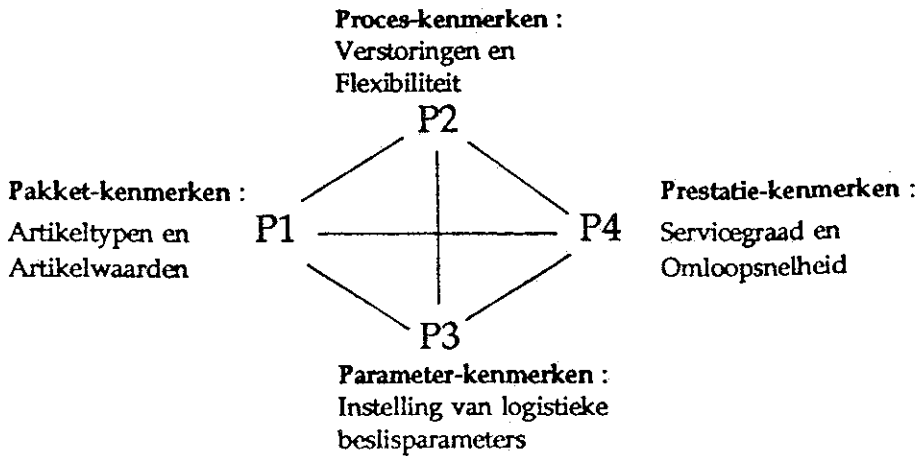 Proces-kenmerken :
Verstoringen en
Flexibiliteit
P2
Pakket-kenmerken :
Artikeltypen en
Artikelwaarden
P1
P4
Prestatie-kenmerken :
Servicegraad en
Omloopsnelheid
P3
Parameter-kenmerken :
Instelling van logistieke
beslisparameters